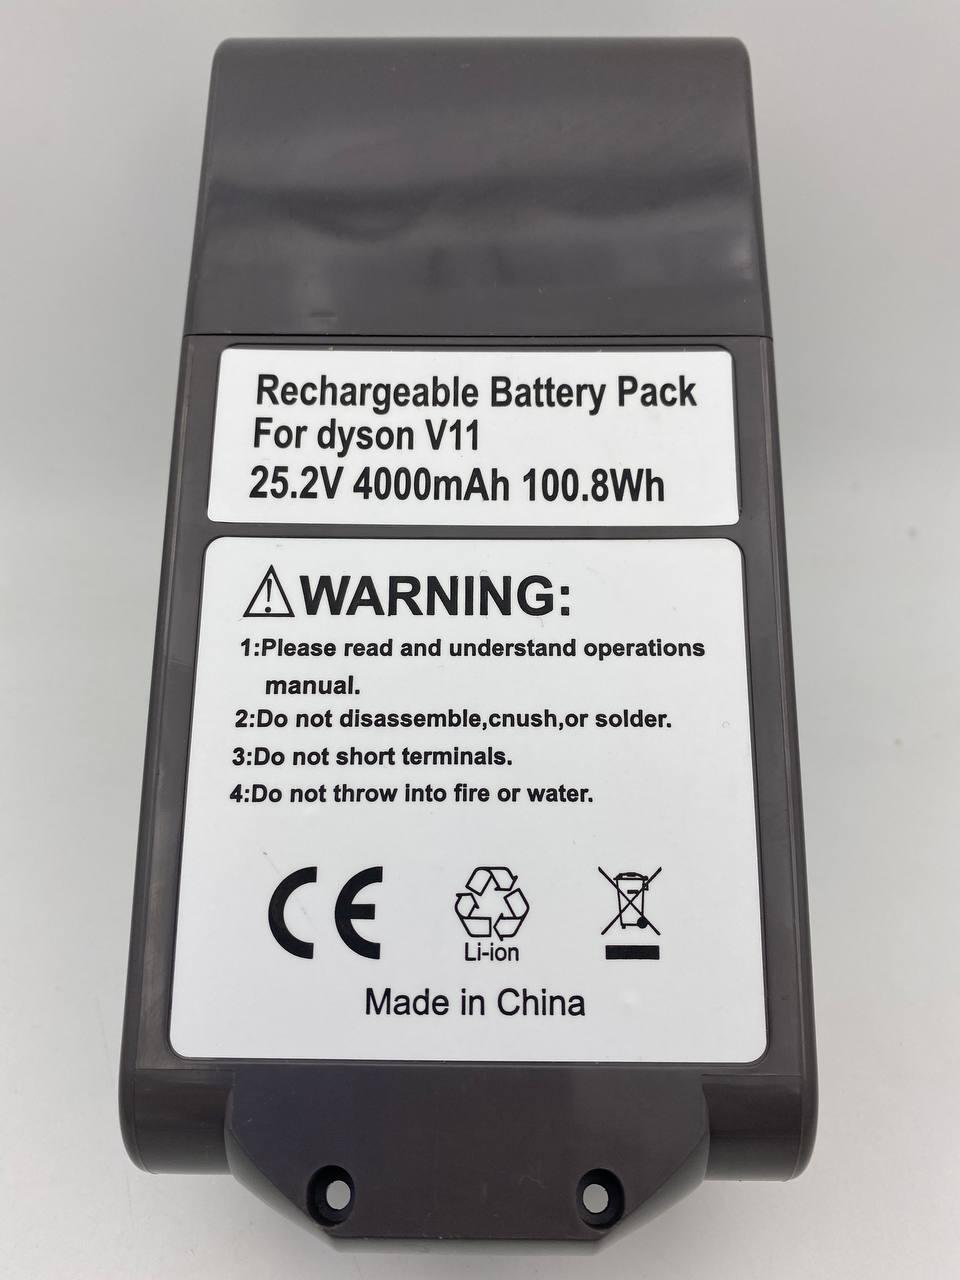 Rechargeable Battery Pack
For dyson V11
25.2V 4000mAh 100.8Wh
WARNING:
1:Please read and understand operations
manual.
2:Do not disassemble,cnush,or solder.
3:Do not short terminals.
4:Do not throw into fire or water.
CE
Li-ion
Made in China